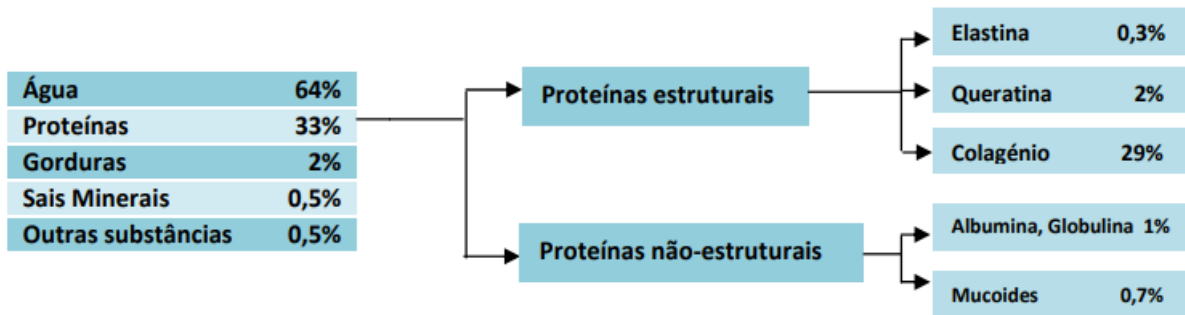 Água 64%
Proteínas 33%
Gorduras 2%
Sais Minerais 0,5%
Outras substâncias 0,5%
Proteínas estruturais
Elastina 0,3%
Queratina 2%
Colagénio 29%
Proteínas não-estruturais
Albumina, Globulina 1%
Mucoides 0,7%